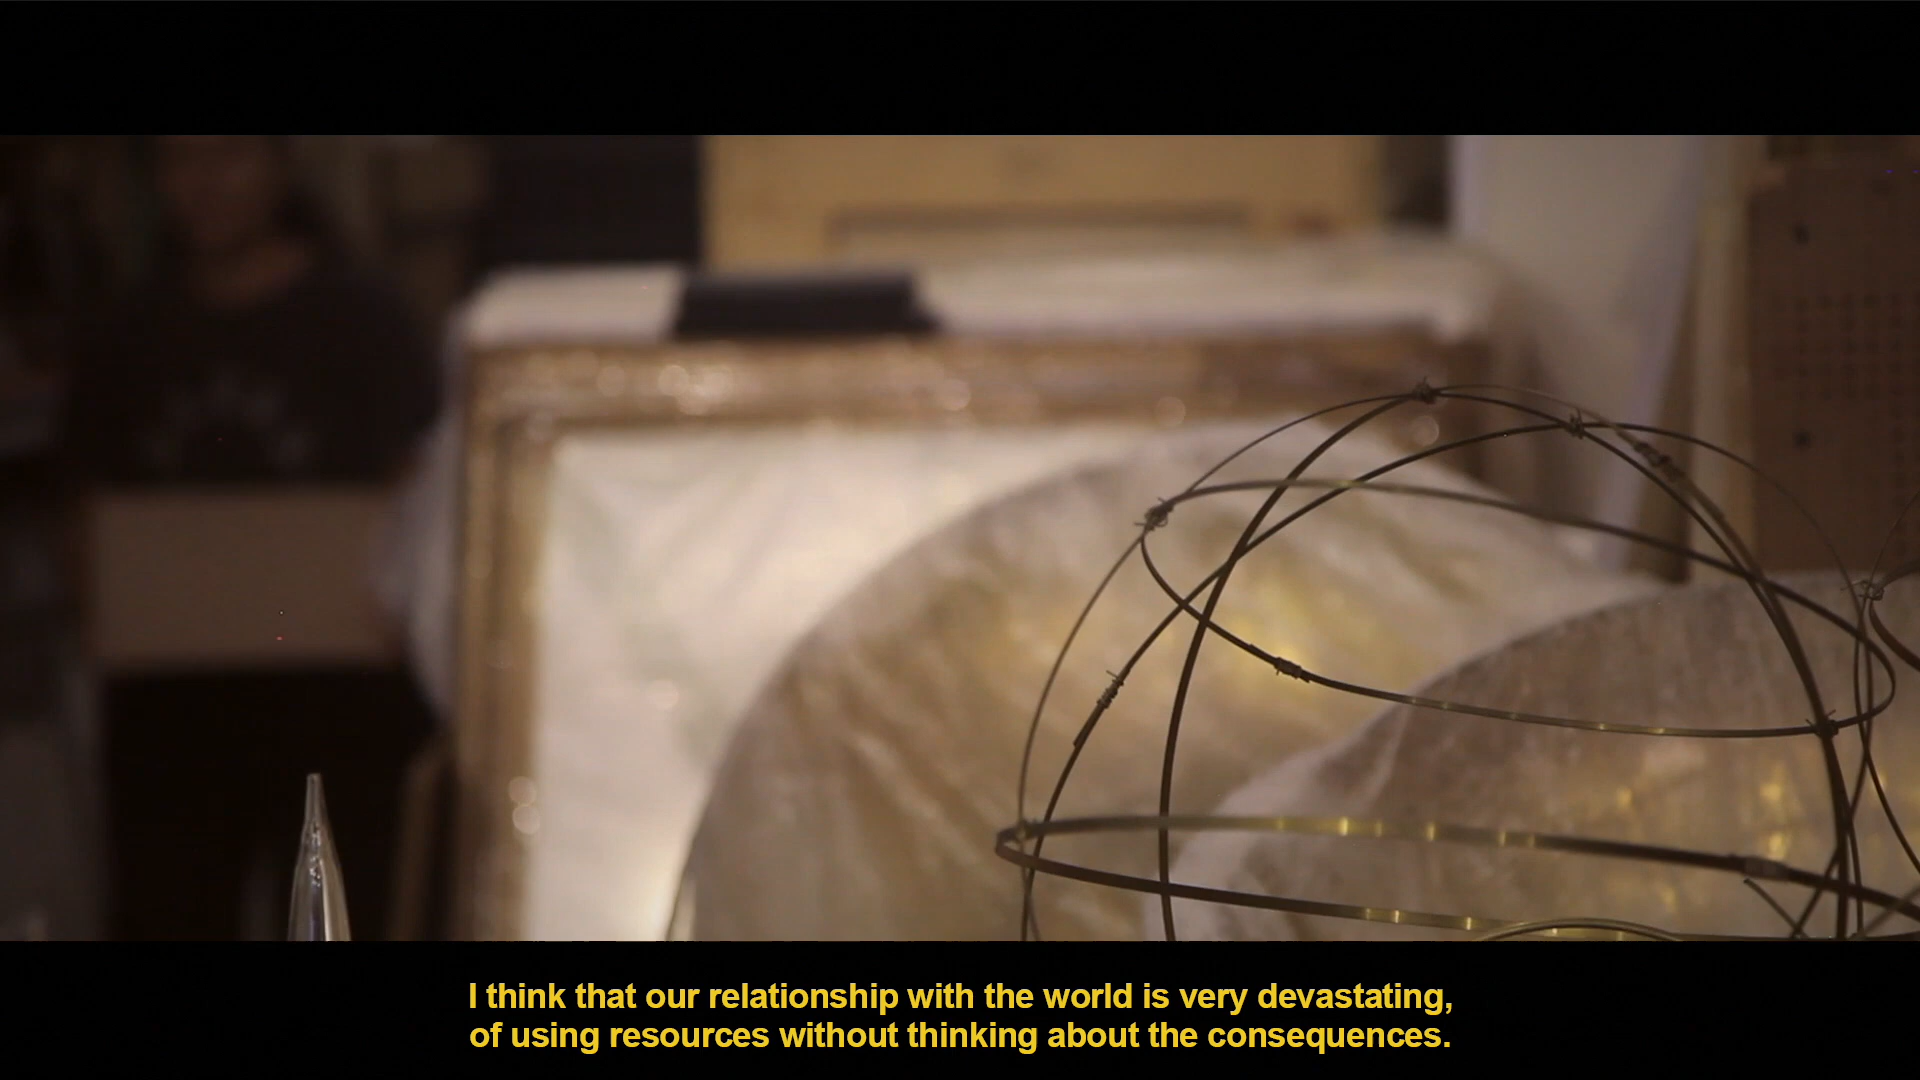 I think that our relationship with the world is very devastating,
of using resources without thinking about the consequences.